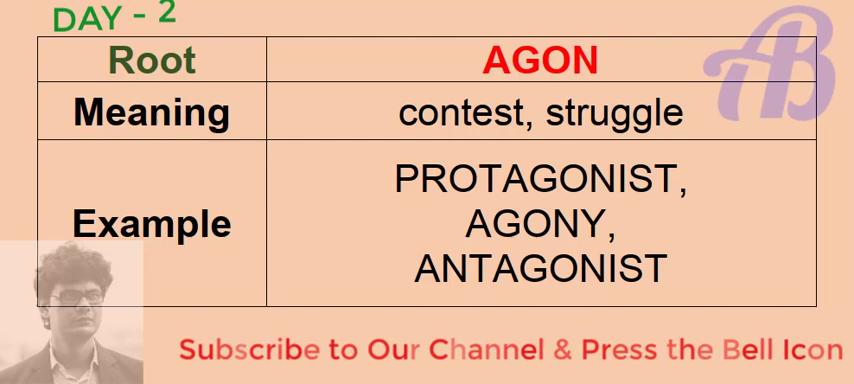 DAY - 2
Root AGON
Meaning contest, struggle
Example PROTAGONIST,
AGONY,
ANTAGONIST
AB
Subscribe to Our Channel & Press the Bell Icon